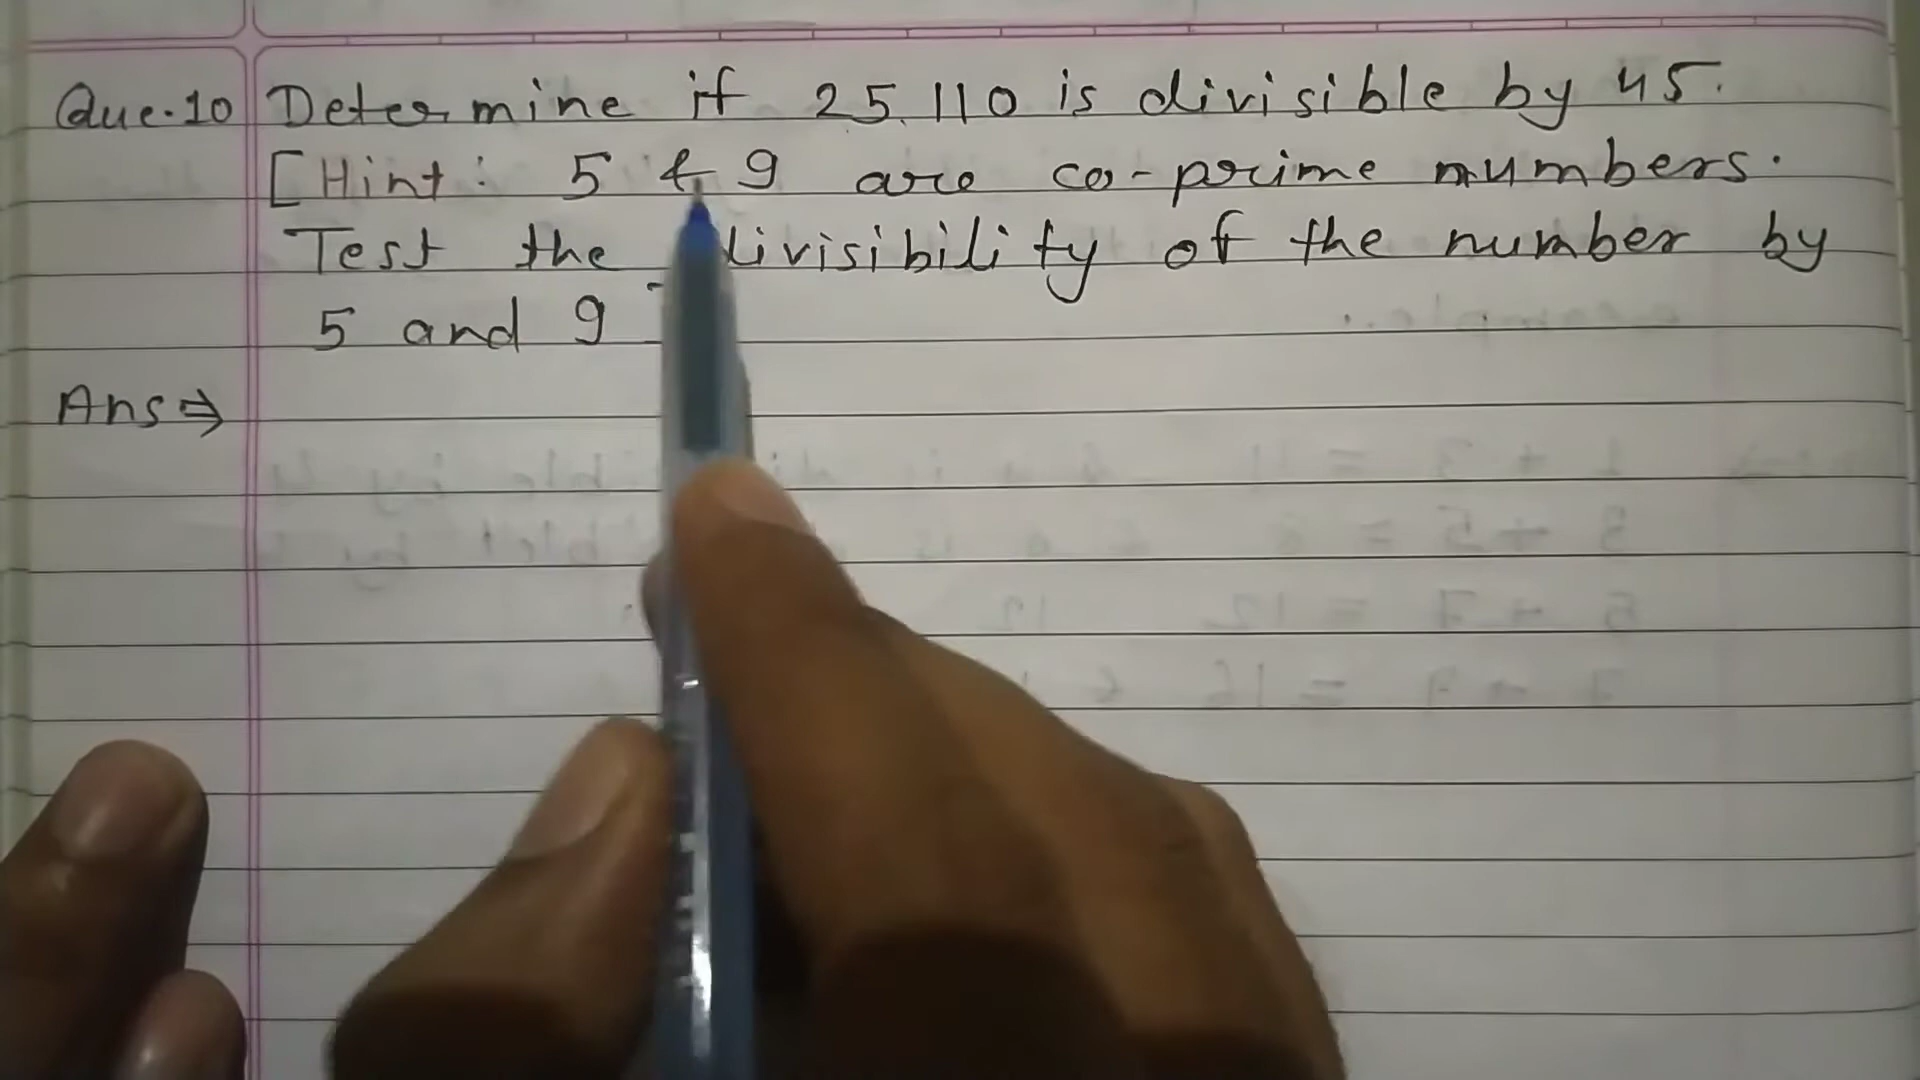 Que.10 Determine if 25110 is divisible by 45.
[Hint: 5 & 9 are co-prime numbers.
Test the divisibility of the number by
5 and 9]
Ans ⇒